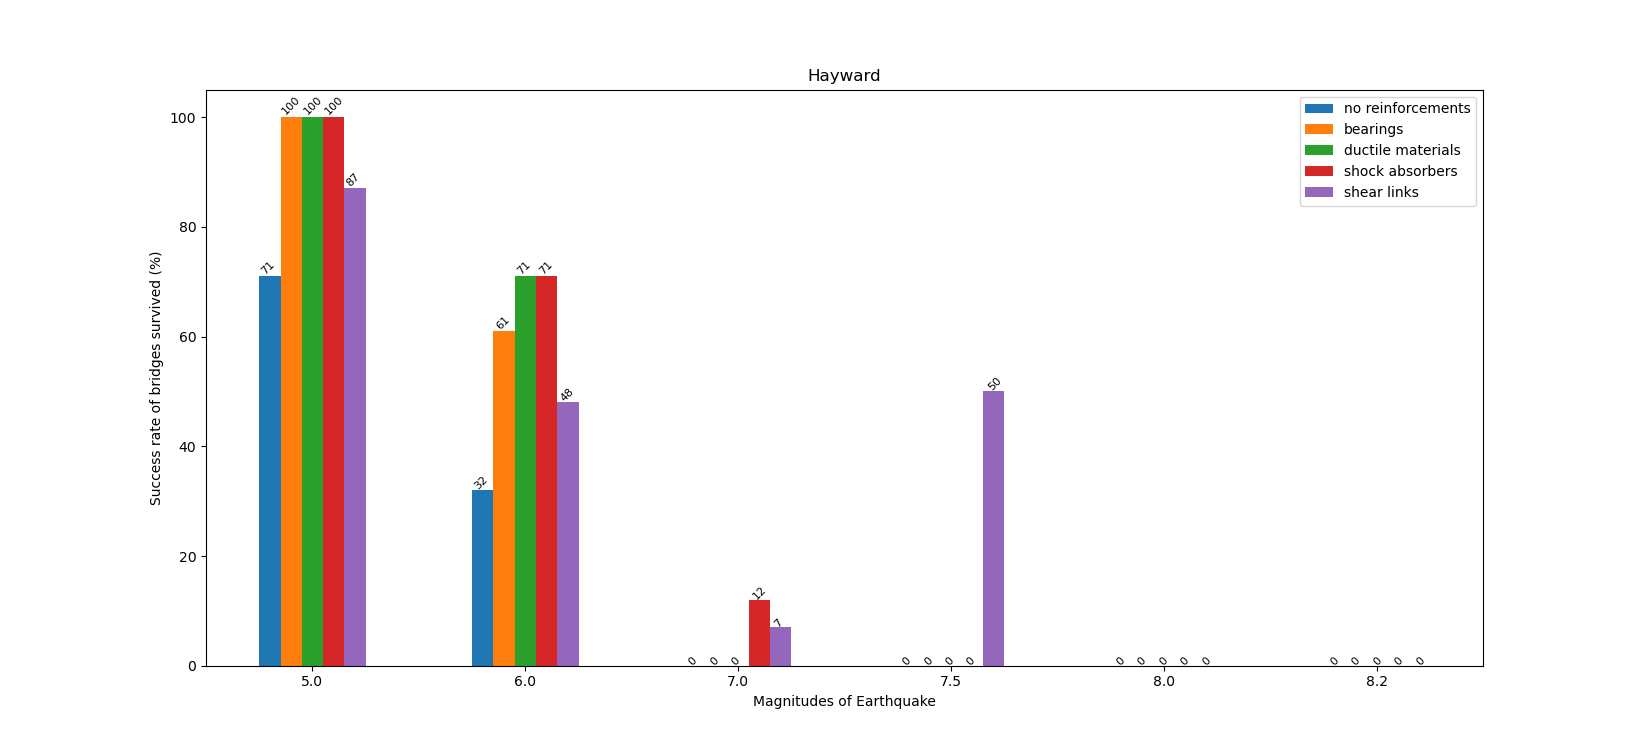 Hayward
no reinforcements
bearings
ductile materials
shock absorbers
shear links
Success rate of bridges survived (%)
100
80
60
40
20
0
71 100 100 100 87
32 61 71 71 48
0 0 0 12 7
0 0 0 0 50
0 0 0 0 0
0 0 0 0 0
5.0 6.0 7.0 7.5 8.0 8.2
Magnitudes of Earthquake